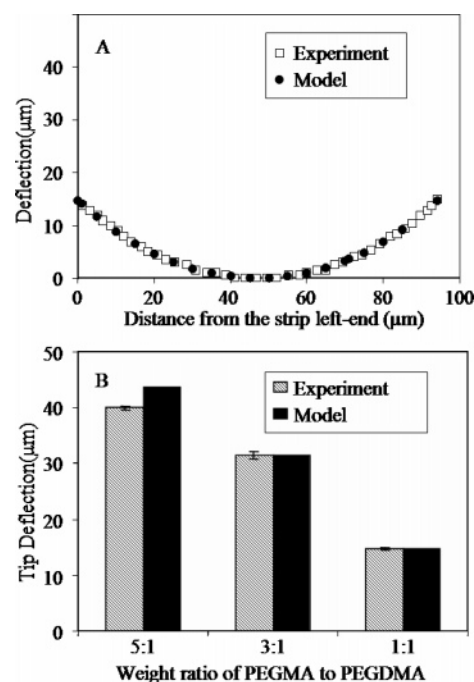 A
Experiment
Model
Deflection(μm)
50
40
30
20
10
0
0 20 40 60 80 100
Distance from the strip left-end (μm)
B
Experiment
Model
Tip Deflection(μm)
50
40
30
20
10
0
5:1 3:1 1:1
Weight ratio of PEGMA to PEGDMA